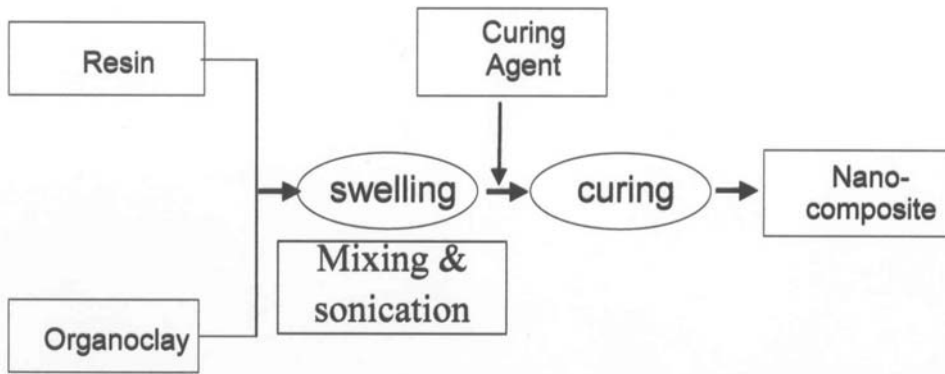 Resin
Curing
Agent
swelling
curing
Nano-
composite
Mixing &
sonication
Organoclay